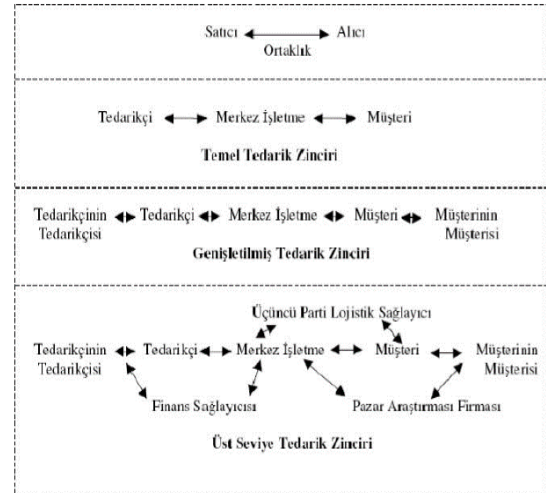 Satıcı Alıcı
Ortaklık
Tedarikçi Merkez İşletme Müşteri
Temel Tedarik Zinciri
Tedarikçinin Tedarikçi Merkez İşletme Müşteri Müşterinin
Tedarikçisi Müşterisi
Genişletilmiş Tedarik Zinciri
Üçüncü Parti Lojistik Sağlayıcı
Tedarikçinin Tedarikçi Merkez İşletme Müşteri Müşterinin
Tedarikçisi Müşterisi
Finans Sağlayıcısı Pazar Araştırması Firması
Üst Seviye Tedarik Zinciri